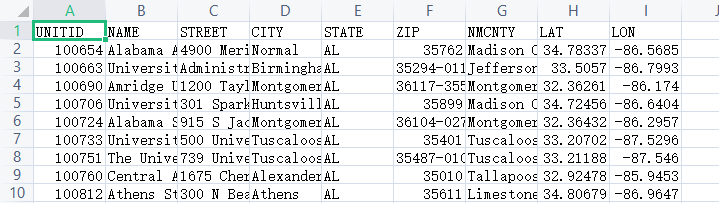 A B C D E F G H I
1 UNITID NAME STREET CITY STATE ZIP NMCNTY LAT LON
2 100654 Alabama A 4900 Meri Normal AL 35762 Madison C 34.78337 -86.5685
3 100663 Universit Administr Birmingha AL 35294-011 Jefferson 33.5057 -86.7993
4 100690 Amridge U 1200 Tayl Montgomer AL 36117-355 Montgomer 32.36261 -86.174
5 100706 Universit 301 Spark Huntsvill AL 35899 Madison C 34.72456 -86.6404
6 100724 Alabama S 915 S Jac Montgomer AL 36104-027 Montgomer 32.36432 -86.2957
7 100733 Universit 500 Unive Tuscaloos AL 35401 Tuscaloos 33.20702 -87.5296
8 100751 The Unive 739 Unive Tuscaloos AL 35487-010 Tuscaloos 33.21188 -87.546
9 100760 Central A 1675 Cher Alexander AL 35010 Tallapoos 32.92478 -85.9453
10 100812 Athens St 300 N Bea Athens AL 35611 Limestone 34.80679 -86.9647